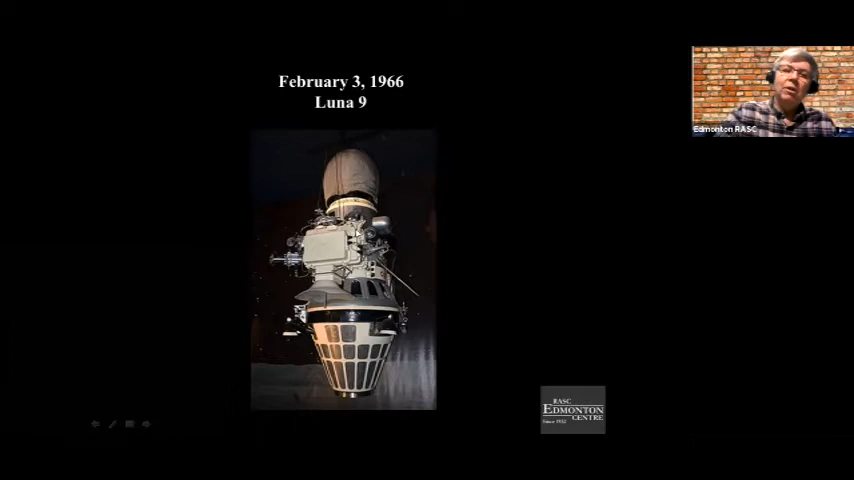 February 3, 1966
Luna 9
Edmonton RASC
RASC
EDMONTON
CENTRE
Since 1932